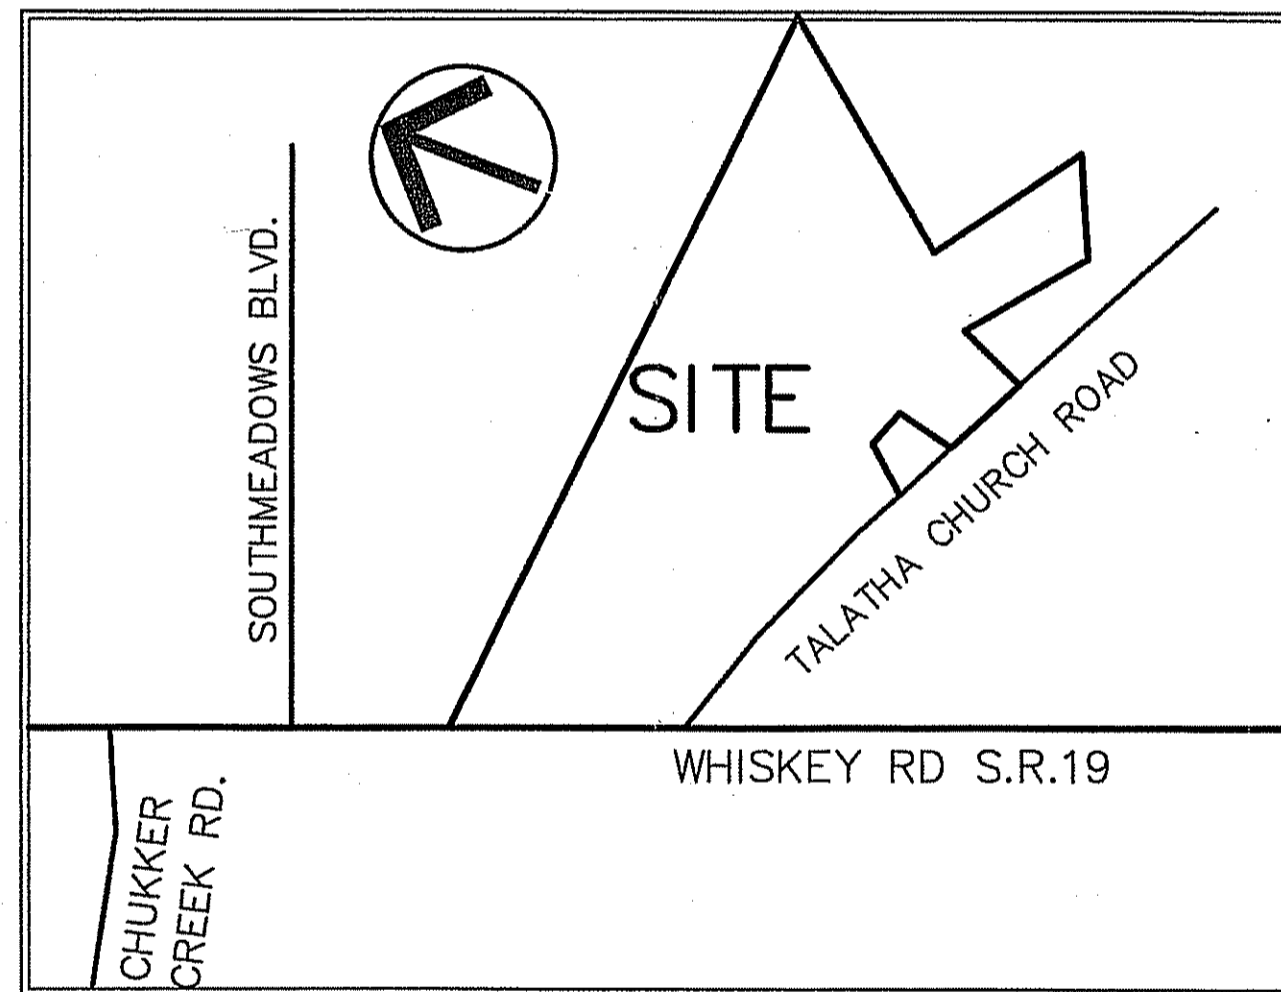 SOUTHMEADOWS BLVD.
SITE
TALATHA CHURCH ROAD
WHISKEY RD S.R.19
CHUKKER
CREEK RD.